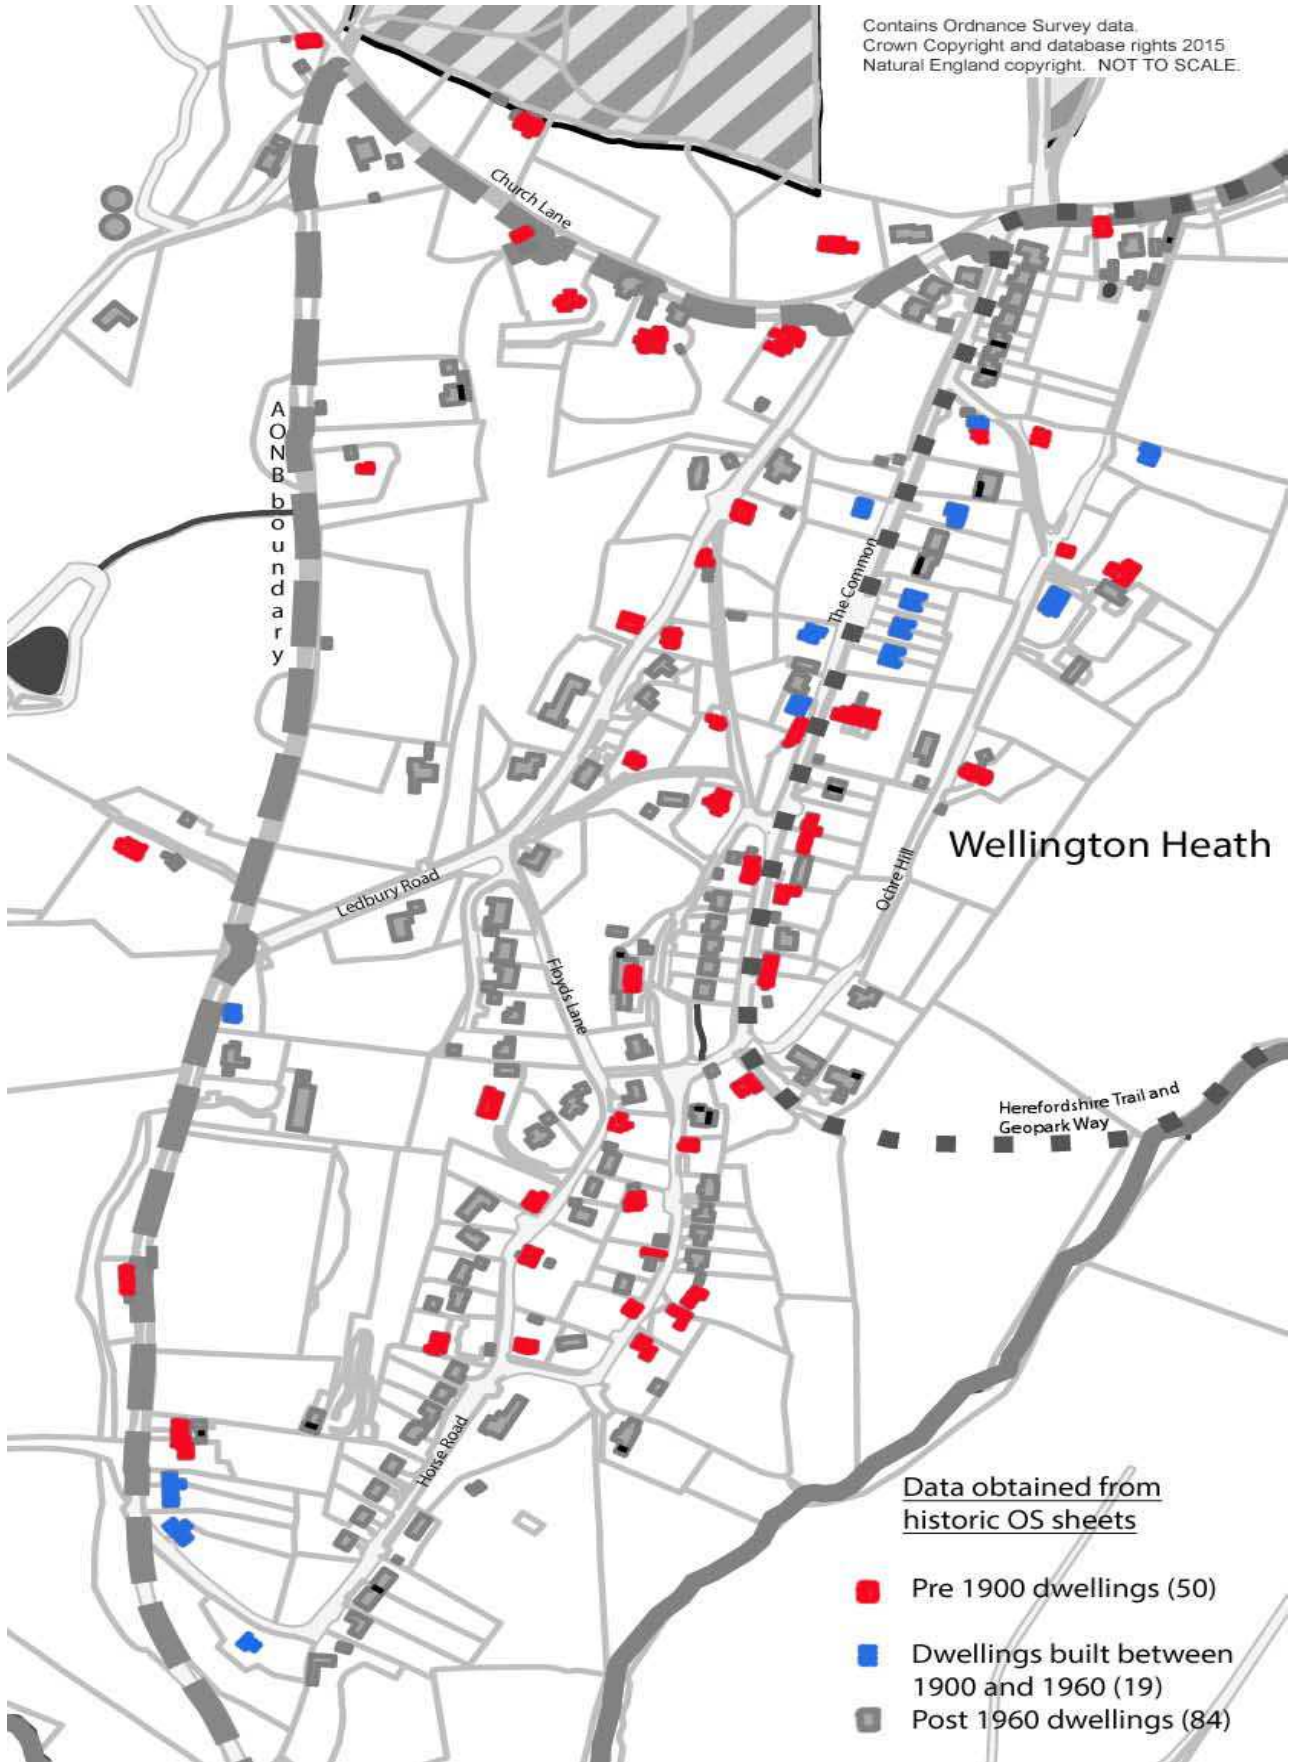 Contains Ordnance Survey data.
Crown Copyright and database rights 2015
Natural England copyright. NOT TO SCALE.
Church Lane
AONB boundary
The Common
Wellington Heath
Ochre Hill
Ledbury Road
Floyds Lane
Herefordshire Trail and
Geopark Way
Horse Road
Data obtained from
historic OS sheets
Pre 1900 dwellings (50)
Dwellings built between
1900 and 1960 (19)
Post 1960 dwellings (84)